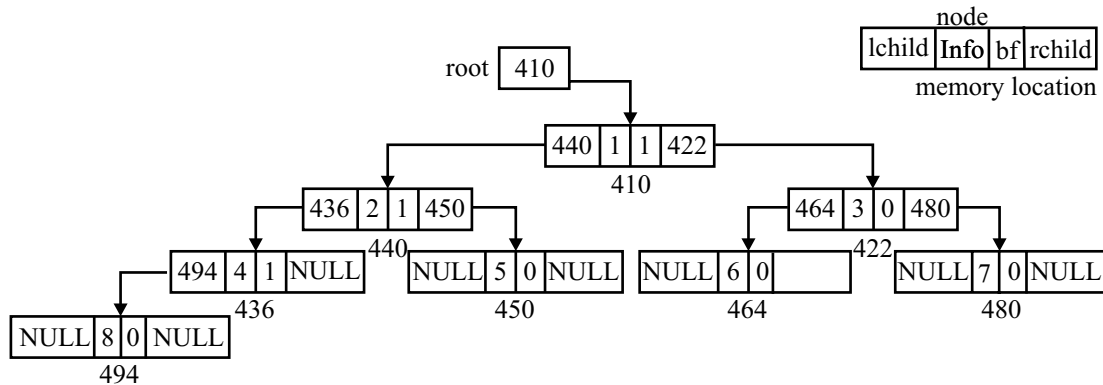 node
lchild Info bf rchild
memory location
root 410
440 1 1 422
410
436 2 1 450
440
464 3 0 480
422
494 4 1 NULL
436
NULL 5 0 NULL
450
NULL 6 0
464
NULL 7 0 NULL
480
NULL 8 0 NULL
494